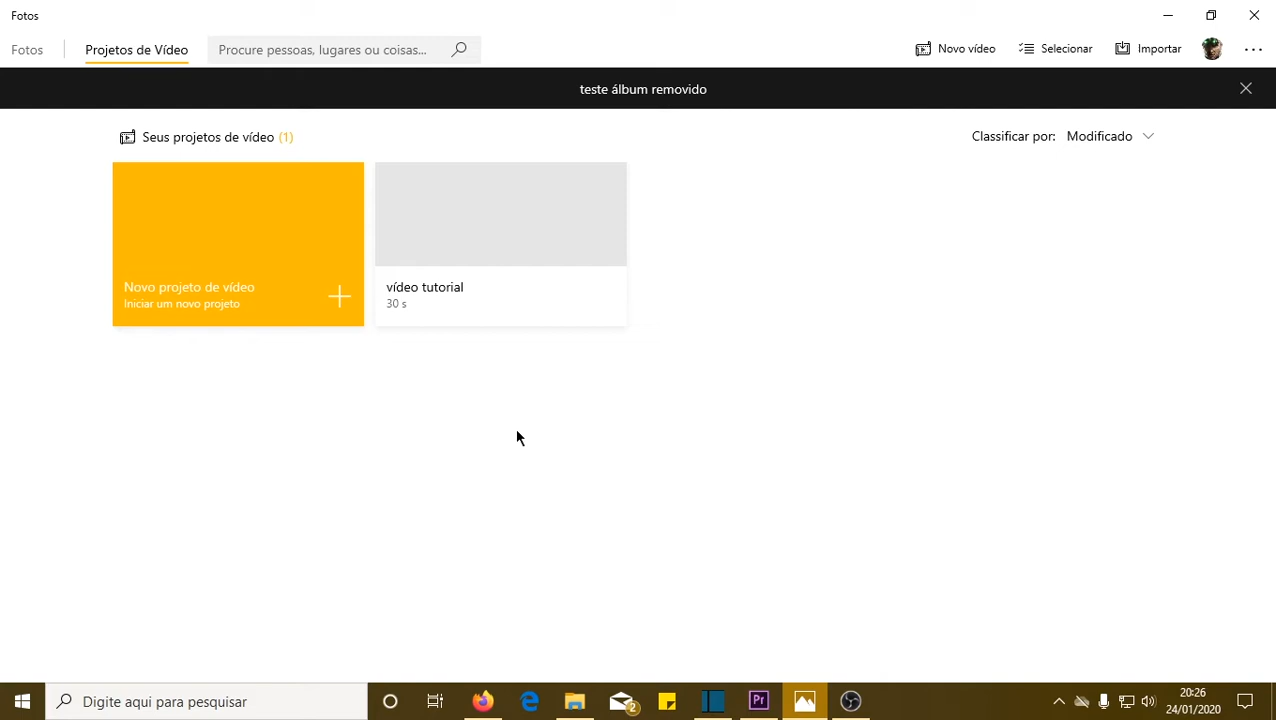 Fotos
Fotos
Projetos de Vídeo
Procure pessoas, lugares ou coisas...
Novo vídeo
Selecionar
Importar
teste álbum removido
Seus projetos de vídeo (1)
Classificar por: Modificado
Novo projeto de vídeo
Iniciar um novo projeto
vídeo tutorial
30 s
Digite aqui para pesquisar
2
Pr
20:26
24/01/2020